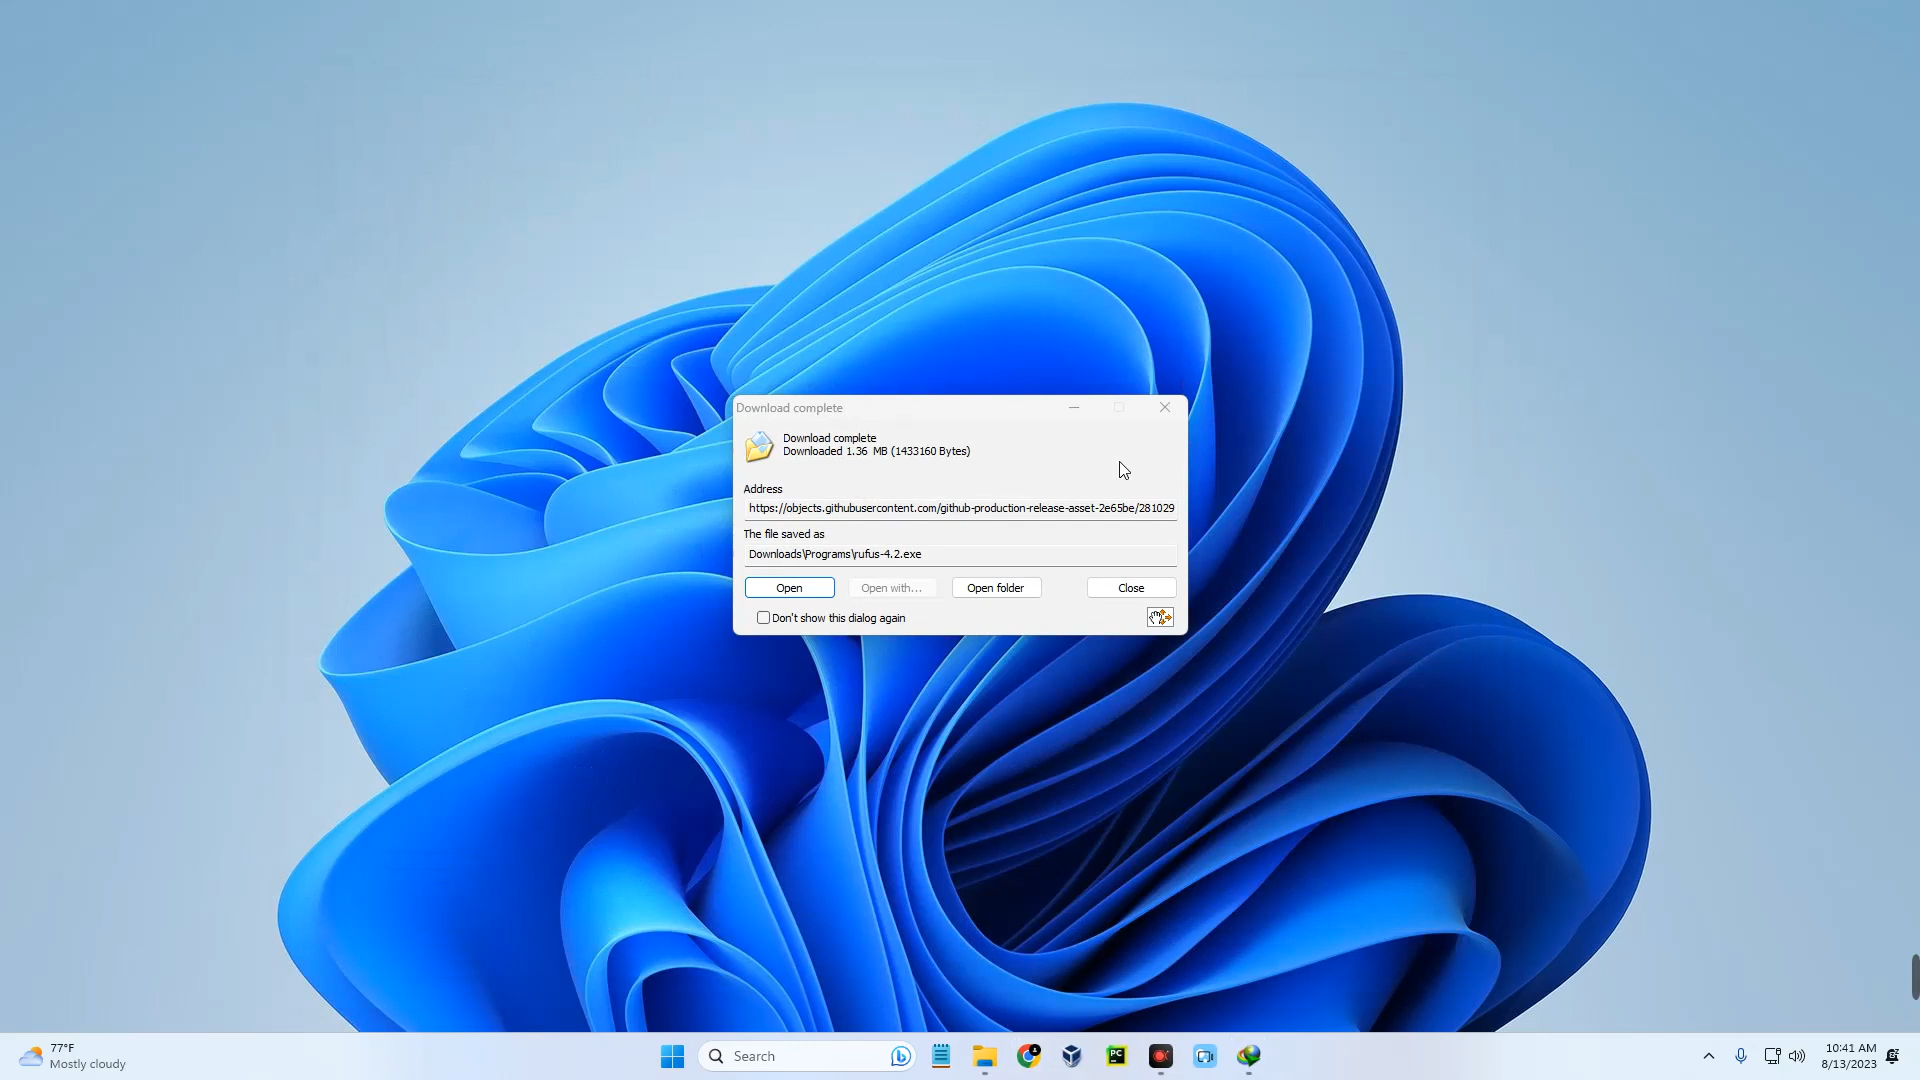 Download complete
Download complete
Downloaded 1.36 MB (1433160 Bytes)
Address
https://objects.githubusercontent.com/github-production-release-asset-2e65be/281029
The file saved as
Downloads\Programs\rufus-4.2.exe
Open
Open with...
Open folder
Close
Don't show this dialog again
77°F
Mostly cloudy
Search
PC
10:41 AM
8/13/2023